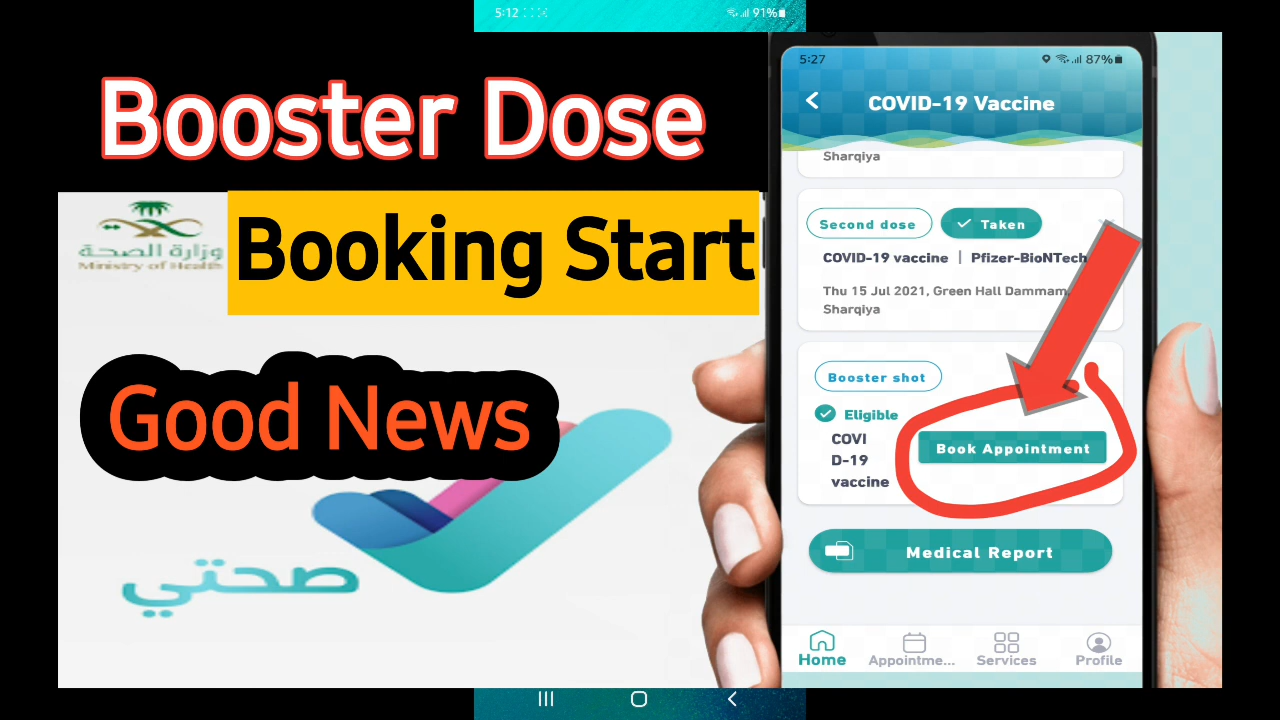 5:12
91%
Booster Dose
وزارة الصحة
Ministry of Health
Booking Start
Good News
صحتي
5:27
87%
COVID-19 Vaccine
Sharqiya
Second dose
Taken
COVID-19 vaccine | Pfizer-BioNTech
Thu 15 Jul 2021, Green Hall Dammam,
Sharqiya
Booster shot
Eligible
COVI
D-19
vaccine
Book Appointment
Medical Report
Home
Appointme...
Services
Profile